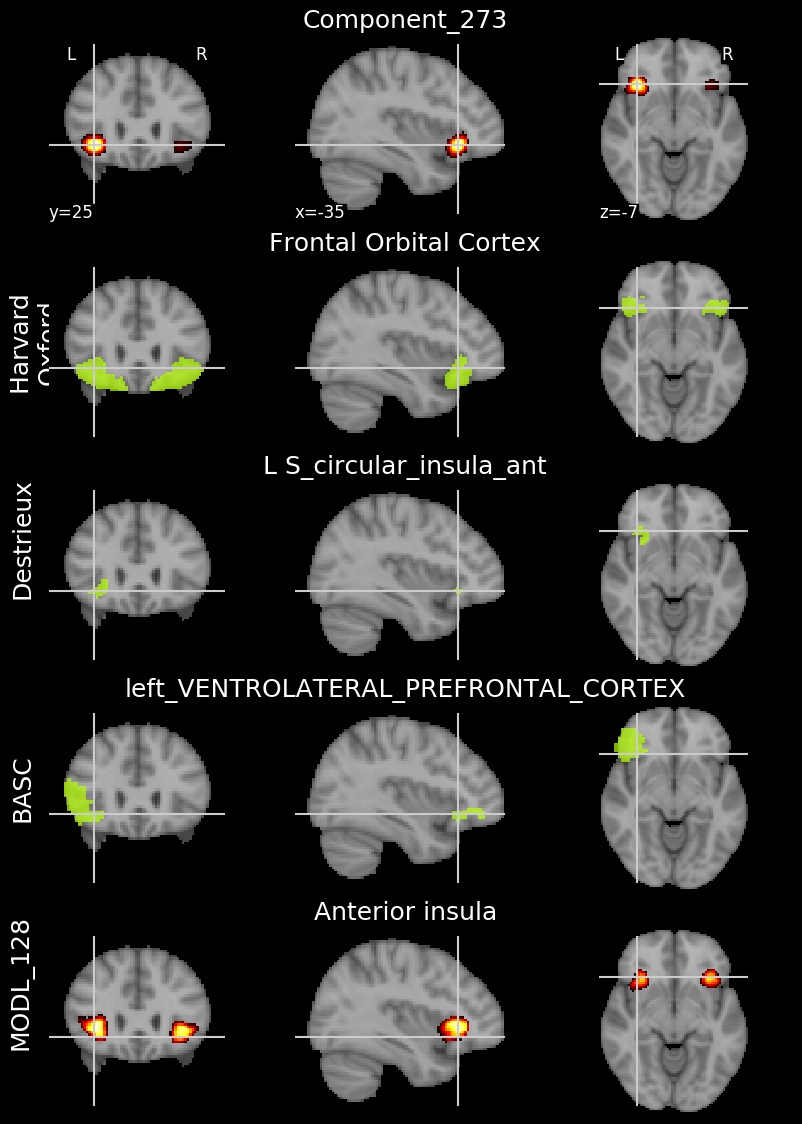 Component_273
L R L R
y=25 x=-35 z=-7
Frontal Orbital Cortex
Harvard
L S_circular_insula_ant
Destrieux
left_VENTROLATERAL_PREFRONTAL_CORTEX
BASC
Anterior insula
MODL_128